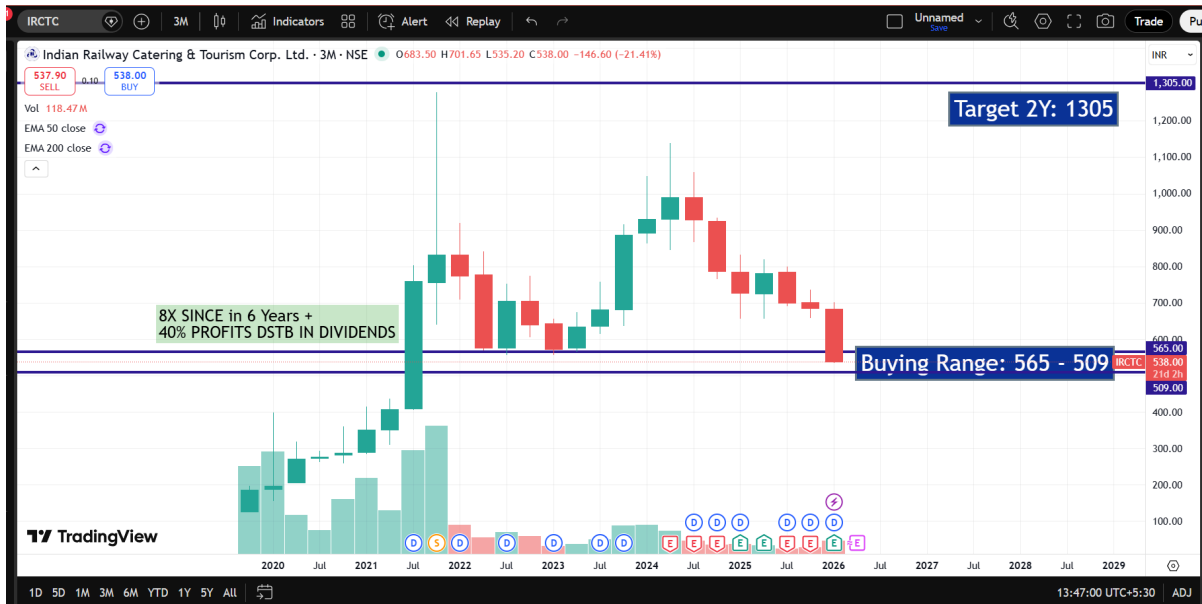 IRCTC
3M
Indicators
Alert
Replay
Unnamed
Save
Trade
Pu
Indian Railway Catering & Tourism Corp. Ltd. · 3M · NSE
O683.50 H701.65 L535.20 C538.00 −146.60 (−21.41%)
INR
537.90
SELL
0.10
538.00
BUY
Vol 118.47M
EMA 50 close
EMA 200 close
1,305.00
Target 2Y: 1305
1,200.00
1,100.00
1,000.00
900.00
800.00
700.00
8X SINCE in 6 Years +
40% PROFITS DSTB IN DIVIDENDS
600.00
565.00
Buying Range: 565 - 509
IRCTC
538.00
21d 2h
509.00
400.00
300.00
200.00
100.00
D S D D D D D D D D D D D
E E E E E E E E E
TradingView
2020 Jul 2021 Jul 2022 Jul 2023 Jul 2024 Jul 2025 Jul 2026 Jul 2027 Jul 2028 Jul 2029
1D 5D 1M 3M 6M YTD 1Y 5Y All
13:47:00 UTC+5:30 ADJ